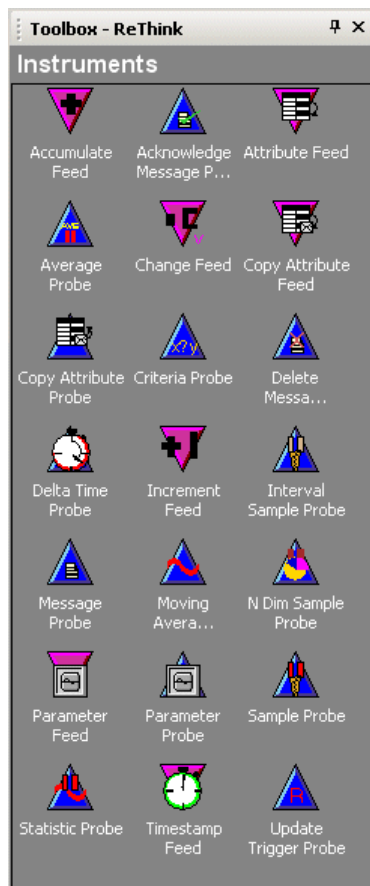 Toolbox - ReThink
Instruments
Accumulate Feed
Acknowledge Message P...
Attribute Feed
Average Probe
Change Feed
Copy Attribute Feed
Copy Attribute Probe
Criteria Probe
x?y
Delete Messa...
Delta Time Probe
Increment Feed
Interval Sample Probe
Message Probe
Moving Avera...
N Dim Sample Probe
Parameter Feed
Parameter Probe
Sample Probe
Statistic Probe
Timestamp Feed
R
Update Trigger Probe